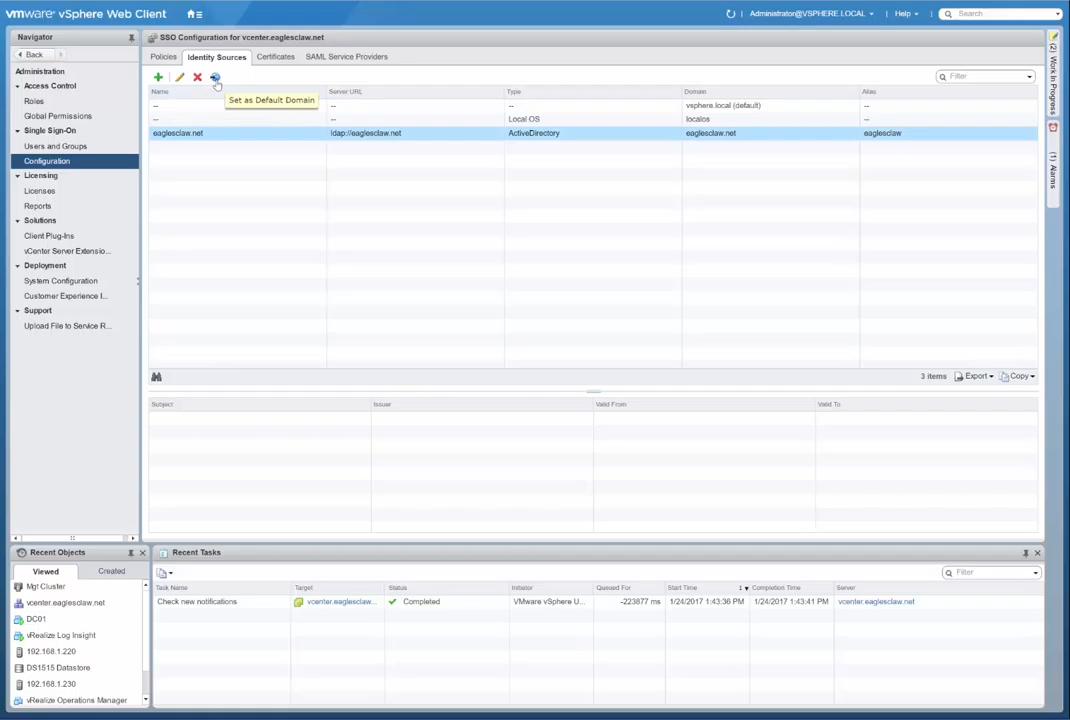 vmware® vSphere Web Client
Administrator@VSPHERE.LOCAL
Help
Search
Navigator
Back
Administration
Access Control
Roles
Global Permissions
Single Sign-On
Users and Groups
Configuration
Licensing
Licenses
Reports
Solutions
Client Plug-Ins
vCenter Server Extensio...
Deployment
System Configuration
Customer Experience I...
Support
Upload File to Service R...
SSO Configuration for vcenter.eaglesclaw.net
Policies Identity Sources Certificates SAML Service Providers
Filter
Set as Default Domain
Name Server URL Type Domain Alias
-- -- -- vsphere.local (default)
-- -- Local OS localos --
eaglesclaw.net ldap://eaglesclaw.net ActiveDirectory eaglesclaw.net eaglesclaw
3 items Export Copy
Subject Issuer Valid From Valid To
(2) Work In Progress
(1) Alarms
Recent Objects
Viewed Created
Mgt Cluster
vcenter.eaglesclaw.net
DC01
vRealize Log Insight
192.168.1.220
DS1515 Datastore
192.168.1.230
vRealize Operations Manager
Recent Tasks
Filter
Task Name Target Status Initiator Queued For Start Time Completion Time Server
Check new notifications vcenter.eaglesclaw... Completed VMware vSphere U... -223877 ms 1/24/2017 1:43:36 PM 1/24/2017 1:43:41 PM vcenter.eaglesclaw.net